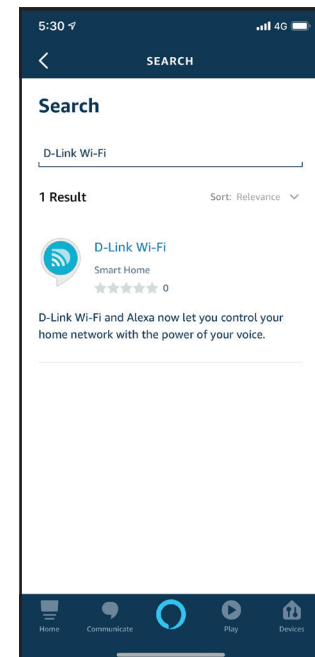 5:30 4G
SEARCH
Search
D-Link Wi-Fi
1 Result Sort: Relevance
D-Link Wi-Fi
Smart Home
0
D-Link Wi-Fi and Alexa now let you control your
home network with the power of your voice.
Home Communicate Play Devices